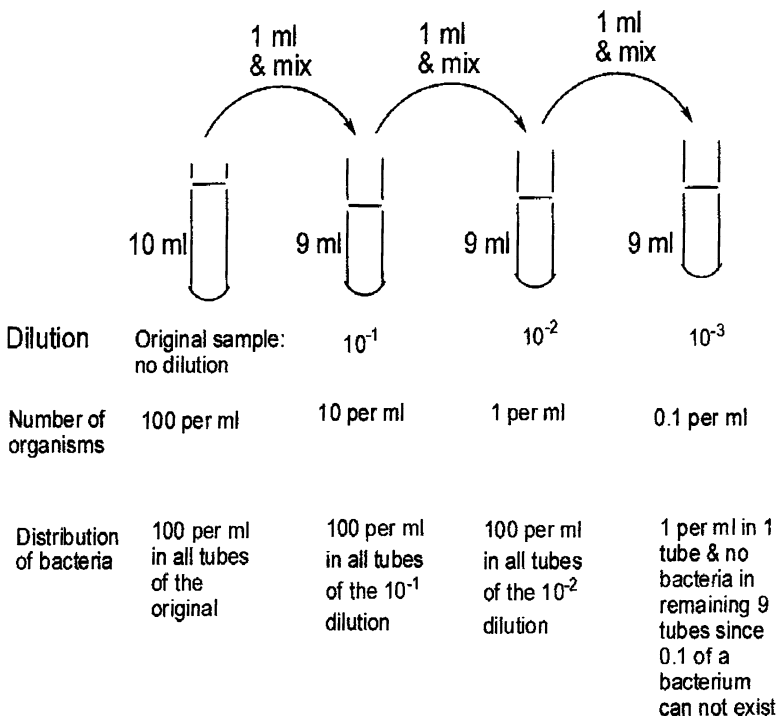 1 ml
& mix
1 ml
& mix
1 ml
& mix
10 ml
9 ml
9 ml
9 ml
Dilution
Original sample:
no dilution
10⁻¹
10⁻²
10⁻³
Number of
organisms
100 per ml
10 per ml
1 per ml
0.1 per ml
Distribution
of bacteria
100 per ml
in all tubes
of the
original
100 per ml
in all tubes
of the 10⁻¹
dilution
100 per ml
in all tubes
of the 10⁻²
dilution
1 per ml in 1
tube & no
bacteria in
remaining 9
tubes since
0.1 of a
bacterium
can not exist